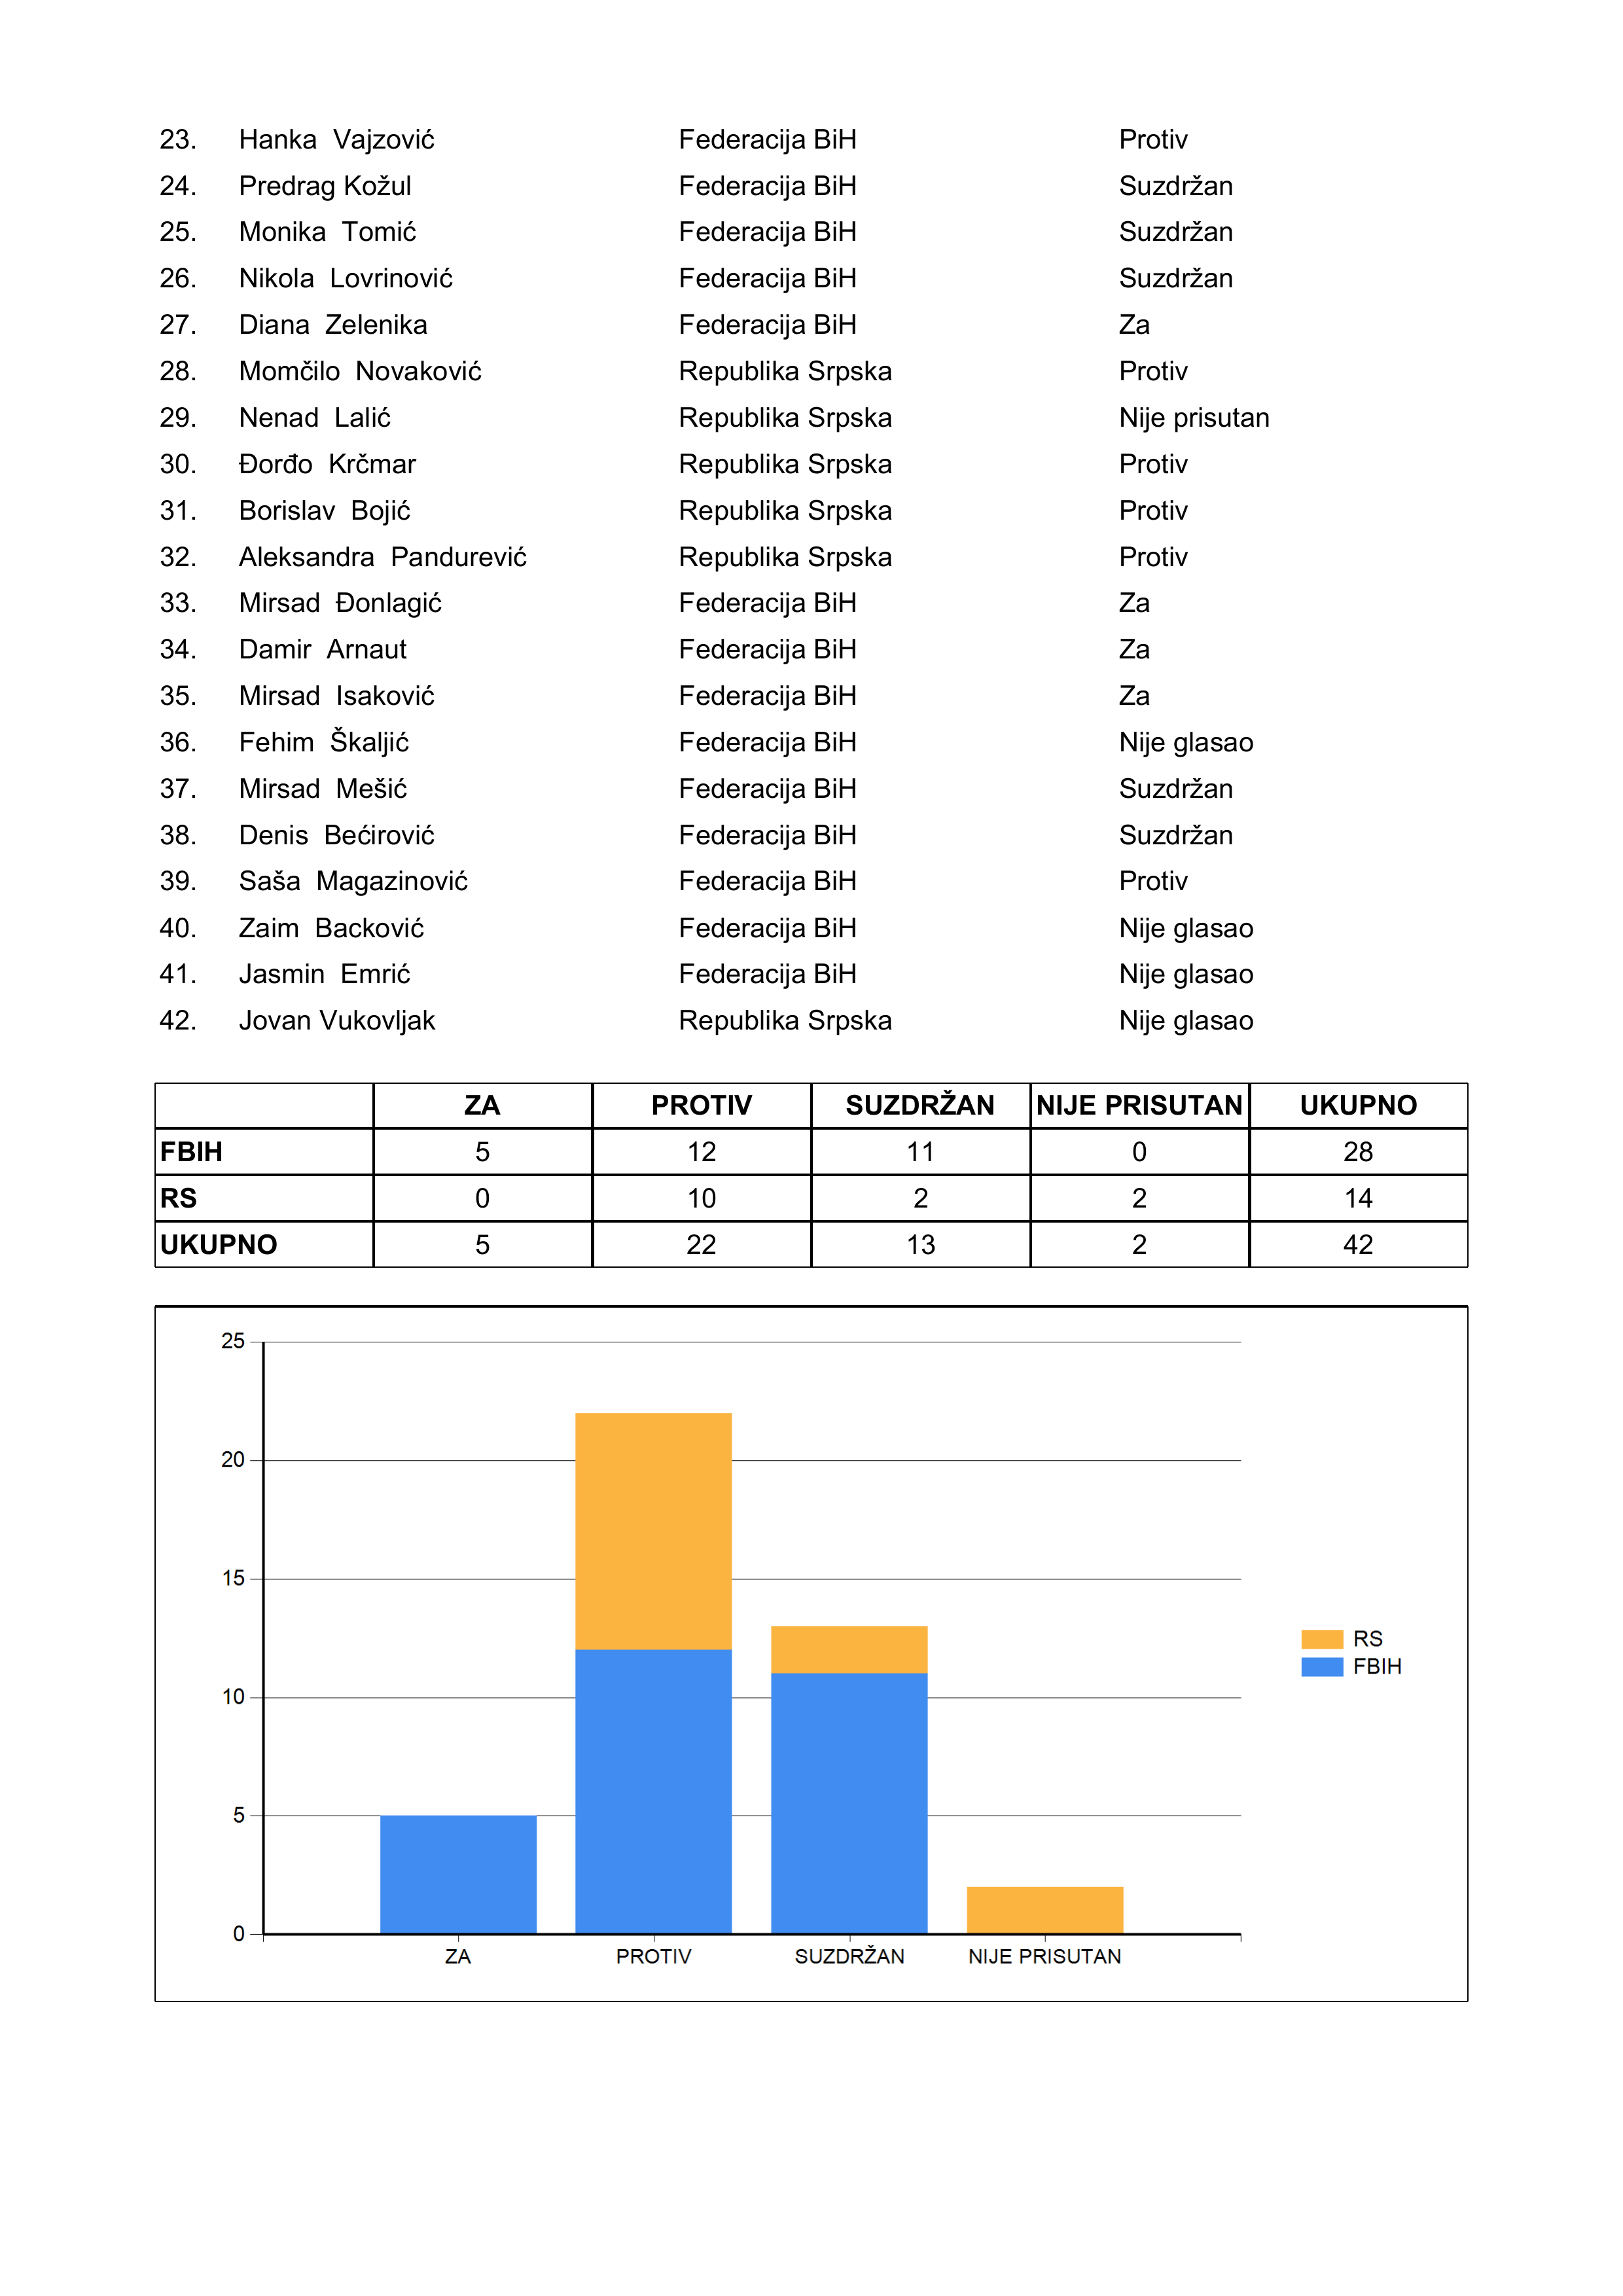 23. Hanka Vajzović Federacija BiH Protiv
24. Predrag Kožul Federacija BiH Suzdržan
25. Monika Tomić Federacija BiH Suzdržan
26. Nikola Lovrinović Federacija BiH Suzdržan
27. Diana Zelenika Federacija BiH Za
28. Momčilo Novaković Republika Srpska Protiv
29. Nenad Lalić Republika Srpska Nije prisutan
30. Đorđo Krčmar Republika Srpska Protiv
31. Borislav Bojić Republika Srpska Protiv
32. Aleksandra Pandurević Republika Srpska Protiv
33. Mirsad Đonlagić Federacija BiH Za
34. Damir Arnaut Federacija BiH Za
35. Mirsad Isaković Federacija BiH Za
36. Fehim Škaljić Federacija BiH Nije glasao
37. Mirsad Mešić Federacija BiH Suzdržan
38. Denis Bećirović Federacija BiH Suzdržan
39. Saša Magazinović Federacija BiH Protiv
40. Zaim Backović Federacija BiH Nije glasao
41. Jasmin Emrić Federacija BiH Nije glasao
42. Jovan Vukovljak Republika Srpska Nije glasao
ZA PROTIV SUZDRŽAN NIJE PRISUTAN UKUPNO
FBIH 5 12 11 0 28
RS 0 10 2 2 14
UKUPNO 5 22 13 2 42
25
20
15
10
5
0
ZA PROTIV SUZDRŽAN NIJE PRISUTAN
RS
FBIH